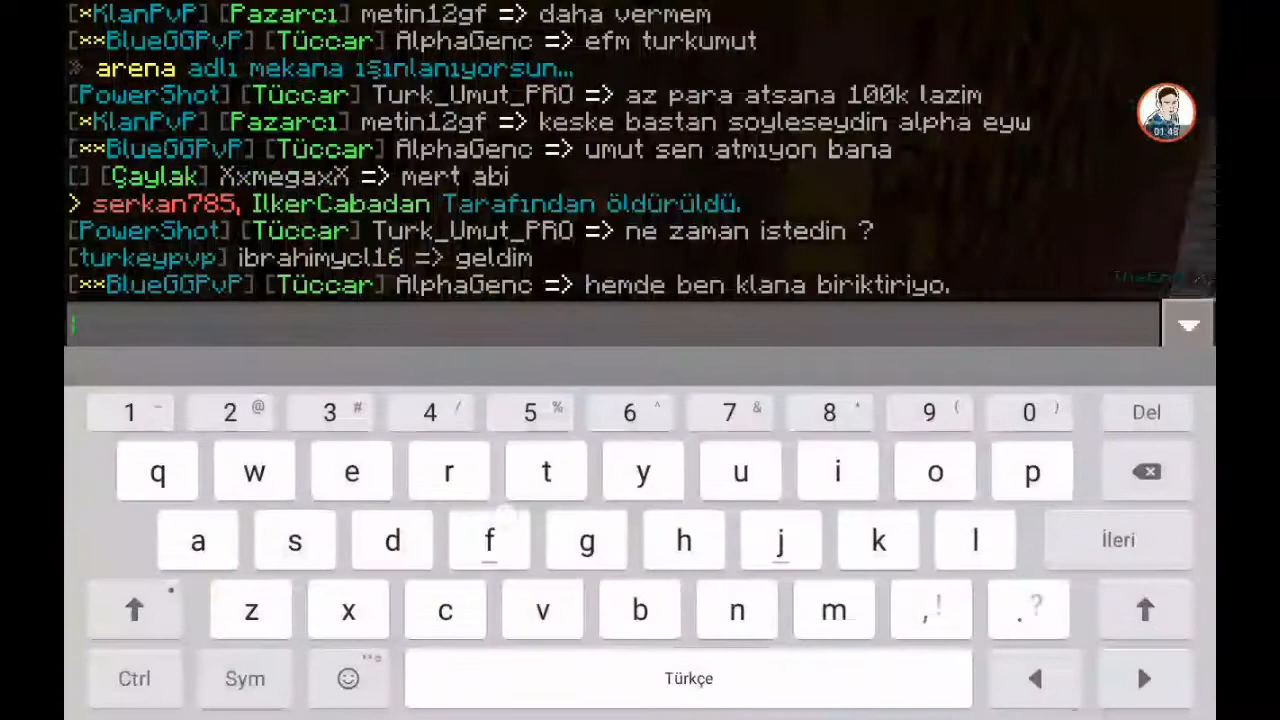 [*KlanPvP] [Pazarcı] metin12gf => daha vermem
[**BlueGGPvP] [Tüccar] AlphaGenc => efm turkumut
» arena adlı mekana ışınlanıyorsun...
[PowerShot] [Tüccar] Turk_Umut_PRO => az para atsana 100k lazim
[*KlanPvP] [Pazarcı] metin12gf => keske bastan soyleseydin alpha eyw
[**BlueGGPvP] [Tüccar] AlphaGenc => umut sen atmıyon bana
[] [Çaylak] XxmegaxX => mert abi
> serkan785, IlkerCabadan Tarafından öldürüldü.
[PowerShot] [Tüccar] Turk_Umut_PRO => ne zaman istedin ?
[turkeypvp] ibrahimycl16 => geldim
[**BlueGGPvP] [Tüccar] AlphaGenc => hemde ben klana biriktiriyo.
01:48
1 - 2 @ 3 # 4 / 5 % 6 ^ 7 & 8 * 9 ( 0 ) Del
q w e r t y u i o p
a s d f g h j k l İleri
z x c v b n m , ! . ?
Ctrl Sym Türkçe